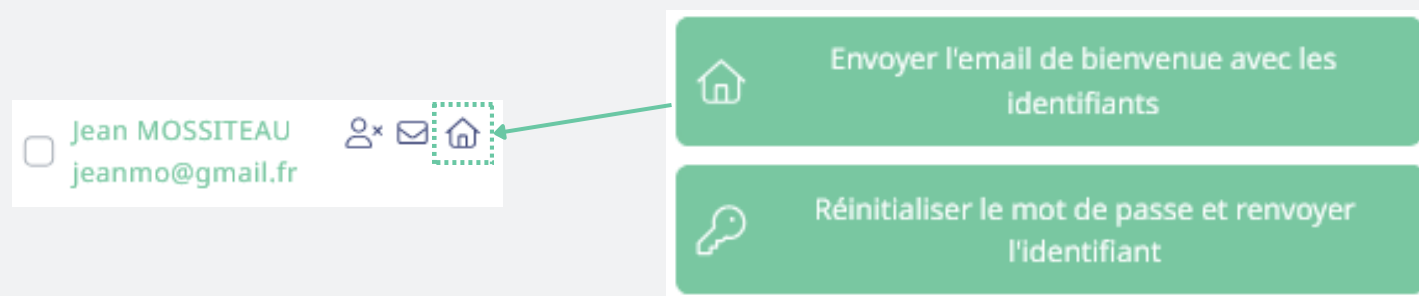 Jean MOSSITEAU
jeanmo@gmail.fr
Envoyer l'email de bienvenue avec les
identifiants
Réinitialiser le mot de passe et renvoyer
l'identifiant